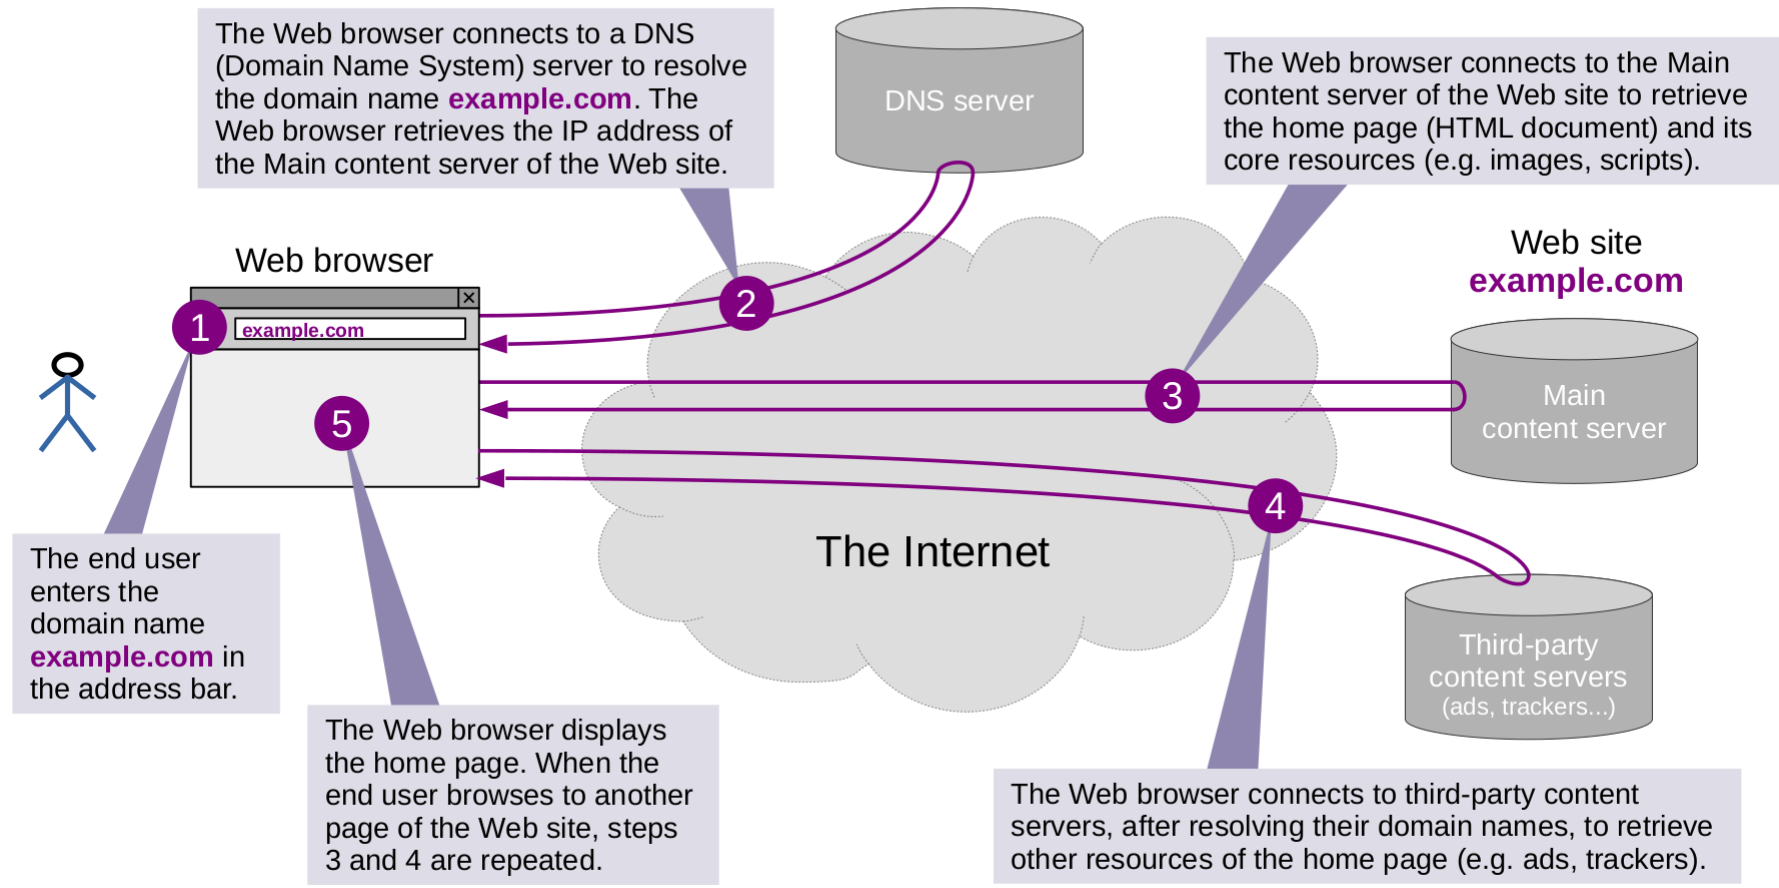 The Web browser connects to a DNS
(Domain Name System) server to resolve
the domain name example.com. The
Web browser retrieves the IP address of
the Main content server of the Web site.
DNS server
The Web browser connects to the Main
content server of the Web site to retrieve
the home page (HTML document) and its
core resources (e.g. images, scripts).
Web browser
1
example.com
2
Web site
example.com
3
Main
content server
5
4
The Internet
The end user
enters the
domain name
example.com in
the address bar.
Third-party
content servers
(ads, trackers...)
The Web browser displays
the home page. When the
end user browses to another
page of the Web site, steps
3 and 4 are repeated.
The Web browser connects to third-party content
servers, after resolving their domain names, to retrieve
other resources of the home page (e.g. ads, trackers).